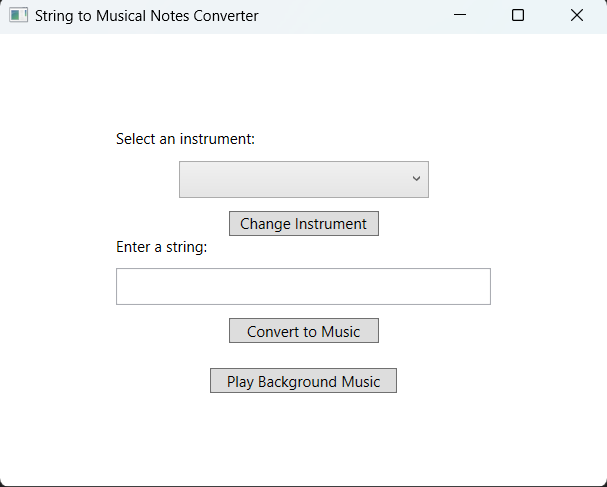 String to Musical Notes Converter
Select an instrument:
Change Instrument
Enter a string:
Convert to Music
Play Background Music